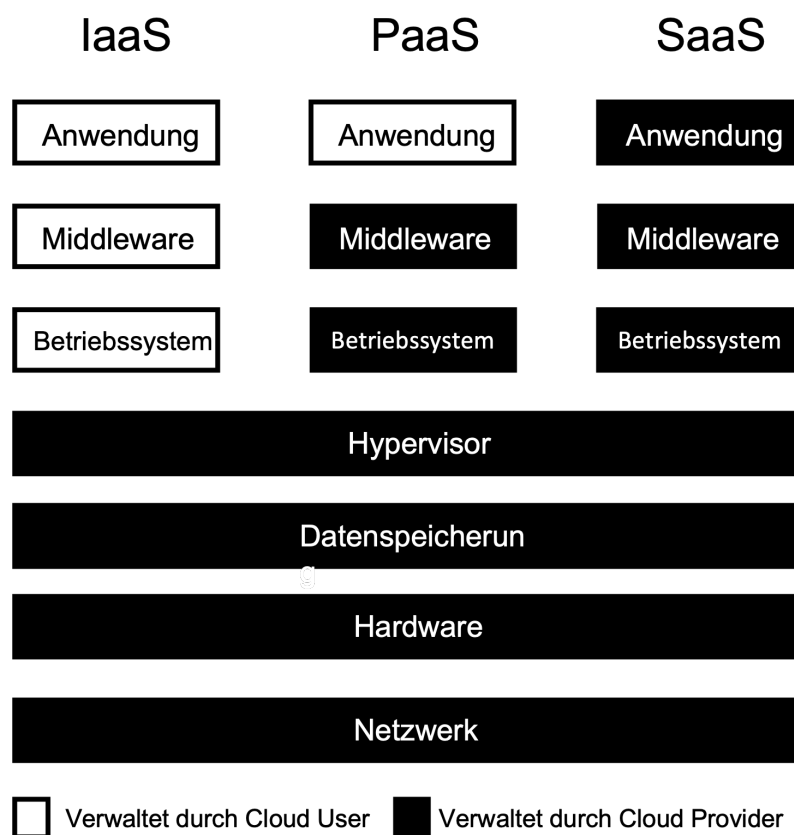 IaaS PaaS SaaS
Anwendung Anwendung Anwendung
Middleware Middleware Middleware
Betriebssystem Betriebssystem Betriebssystem
Hypervisor
Datenspeicherun
g
Hardware
Netzwerk
Verwaltet durch Cloud User Verwaltet durch Cloud Provider